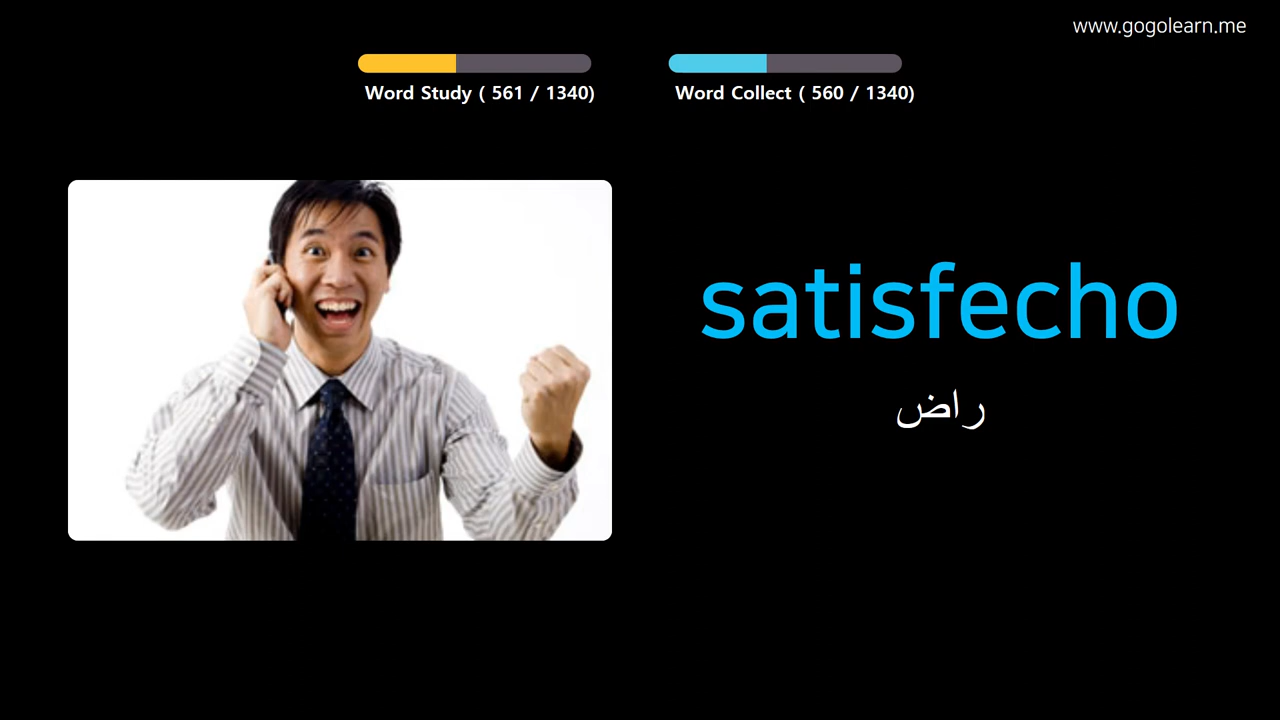 www.gogolearn.me
Word Study ( 561 / 1340)
Word Collect ( 560 / 1340)
satisfecho
راض